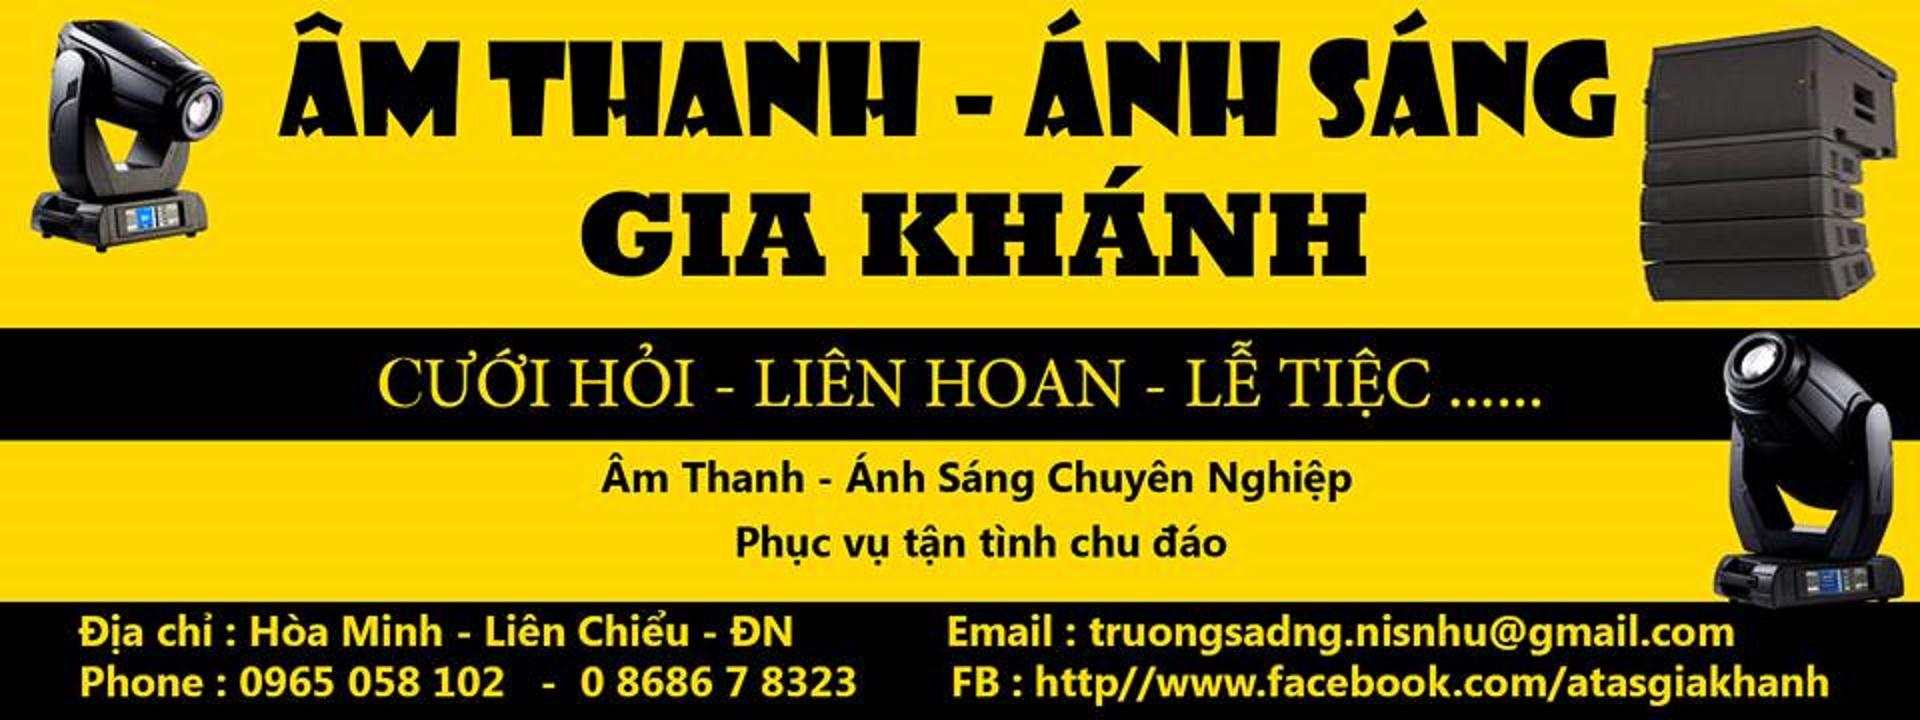 ÂM THANH - ÁNH SÁNG
GIA KHÁNH
CƯỚI HỎI - LIÊN HOAN - LỄ TIỆC ......
Âm Thanh - Ánh Sáng Chuyên Nghiệp
Phục vụ tận tình chu đáo
Địa chỉ : Hòa Minh - Liên Chiểu - ĐN
Phone : 0965 058 102 - 0 8686 7 8323
Email : truongsadng.nisnhu@gmail.com
FB : http//www.facebook.com/atasgiakhanh